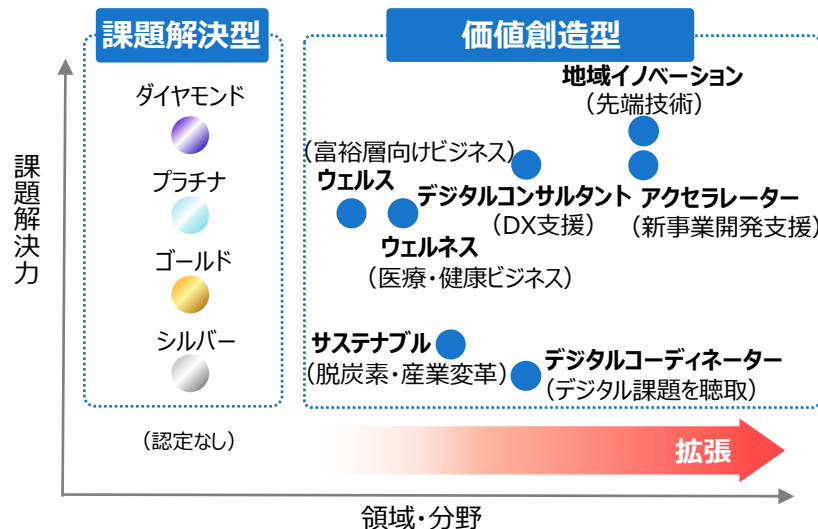 課題解決型
価値創造型
課題解決力
ダイヤモンド
プラチナ
ゴールド
シルバー
（認定なし）
地域イノベーション
（先端技術）
（富裕層向けビジネス）
ウェルス
デジタルコンサルタント
（DX支援）
アクセラレーター
（新事業開発支援）
ウェルネス
（医療・健康ビジネス）
サステナブル
（脱炭素・産業変革）
デジタルコーディネーター
（デジタル課題を聴取）
拡張
領域・分野